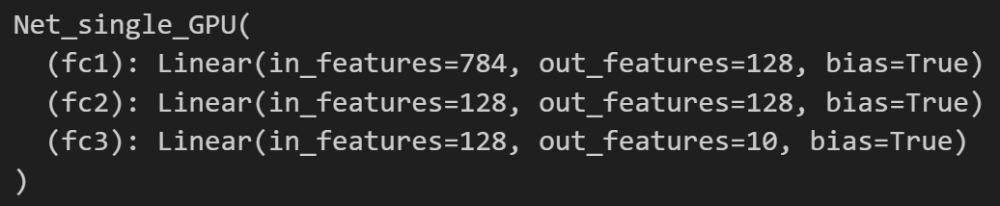 Net_single_GPU(
  (fc1): Linear(in_features=784, out_features=128, bias=True)
  (fc2): Linear(in_features=128, out_features=128, bias=True)
  (fc3): Linear(in_features=128, out_features=10, bias=True)
)